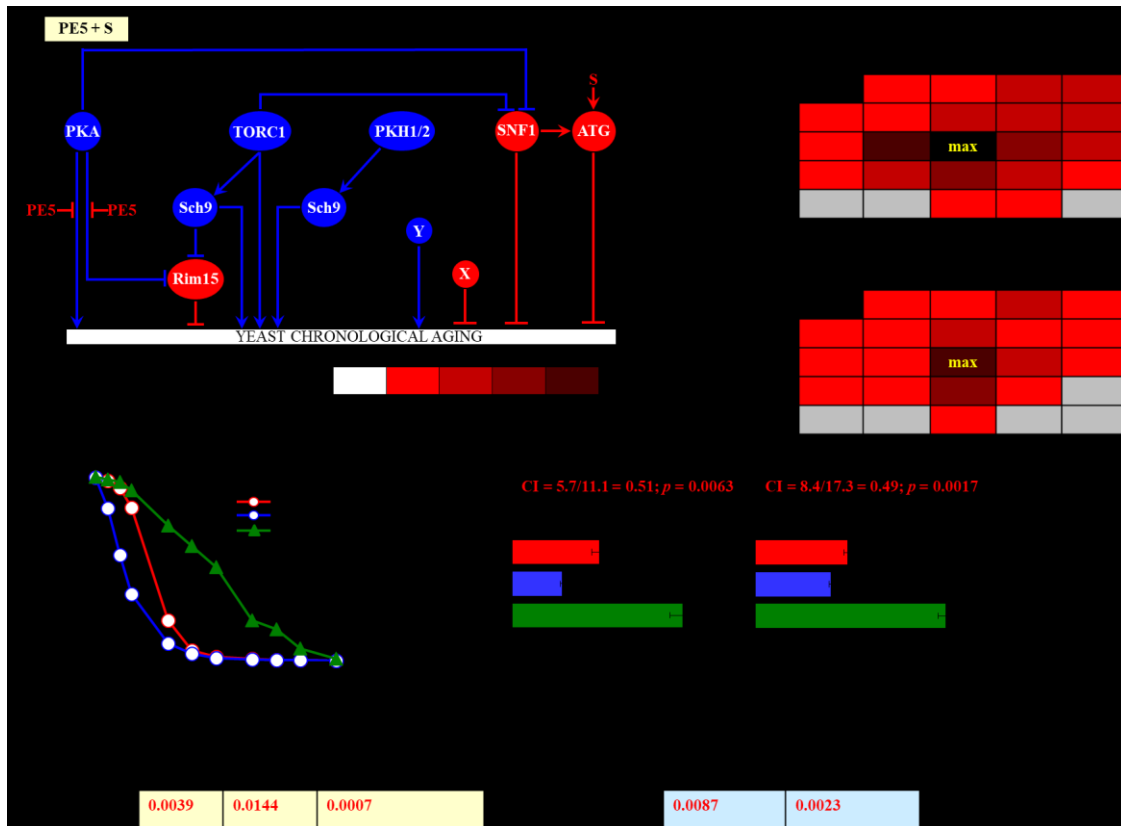 PE5 + S
S
PKA
TORC1
PKH1/2
SNF1
ATG
Sch9
Sch9
PE5
PE5
Y
Rim15
X
YEAST CHRONOLOGICAL AGING
max
max
CI = 5.7/11.1 = 0.51; p = 0.0063
CI = 8.4/17.3 = 0.49; p = 0.0017
0.0039
0.0144
0.0007
0.0087
0.0023